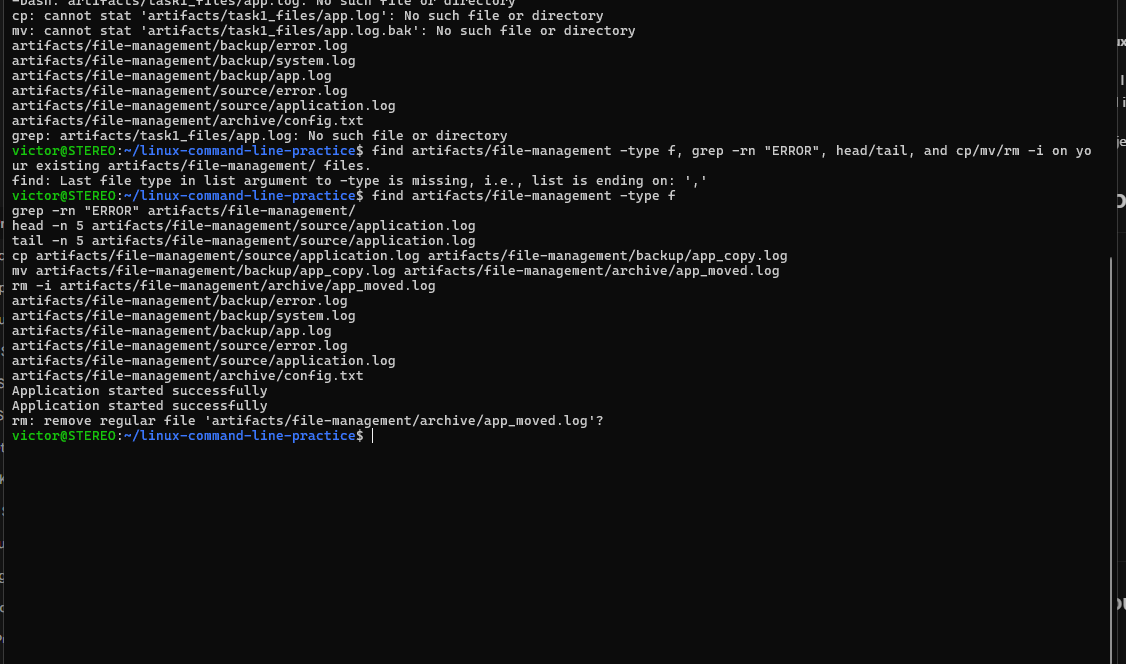 -bash: artifacts/task1_files/app.log: No such file or directory
cp: cannot stat 'artifacts/task1_files/app.log': No such file or directory
mv: cannot stat 'artifacts/task1_files/app.log.bak': No such file or directory
artifacts/file-management/backup/error.log
artifacts/file-management/backup/system.log
artifacts/file-management/backup/app.log
artifacts/file-management/source/error.log
artifacts/file-management/source/application.log
artifacts/file-management/archive/config.txt
grep: artifacts/task1_files/app.log: No such file or directory
victor@STEREO:~/linux-command-line-practice$ find artifacts/file-management -type f, grep -rn "ERROR", head/tail, and cp/mv/rm -i on yo
ur existing artifacts/file-management/ files.
find: Last file type in list argument to -type is missing, i.e., list is ending on: ','
victor@STEREO:~/linux-command-line-practice$ find artifacts/file-management -type f
grep -rn "ERROR" artifacts/file-management/
head -n 5 artifacts/file-management/source/application.log
tail -n 5 artifacts/file-management/source/application.log
cp artifacts/file-management/source/application.log artifacts/file-management/backup/app_copy.log
mv artifacts/file-management/backup/app_copy.log artifacts/file-management/archive/app_moved.log
rm -i artifacts/file-management/archive/app_moved.log
artifacts/file-management/backup/error.log
artifacts/file-management/backup/system.log
artifacts/file-management/backup/app.log
artifacts/file-management/source/error.log
artifacts/file-management/source/application.log
artifacts/file-management/archive/config.txt
Application started successfully
Application started successfully
rm: remove regular file 'artifacts/file-management/archive/app_moved.log'?
victor@STEREO:~/linux-command-line-practice$